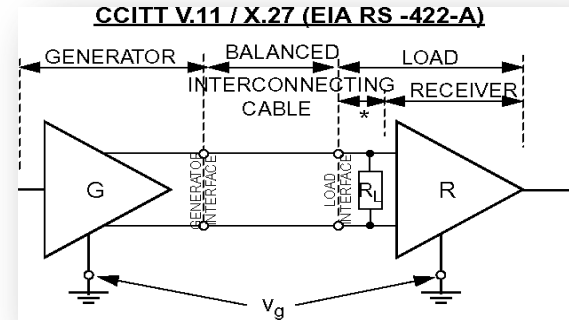 CCITT V.11 / X.27 (EIA RS -422-A)
GENERATOR
BALANCED
LOAD
INTERCONNECTING
CABLE
*
RECEIVER
G
GENERATOR
INTERFACE
LOAD
INTERFACE
RL
R
Vg